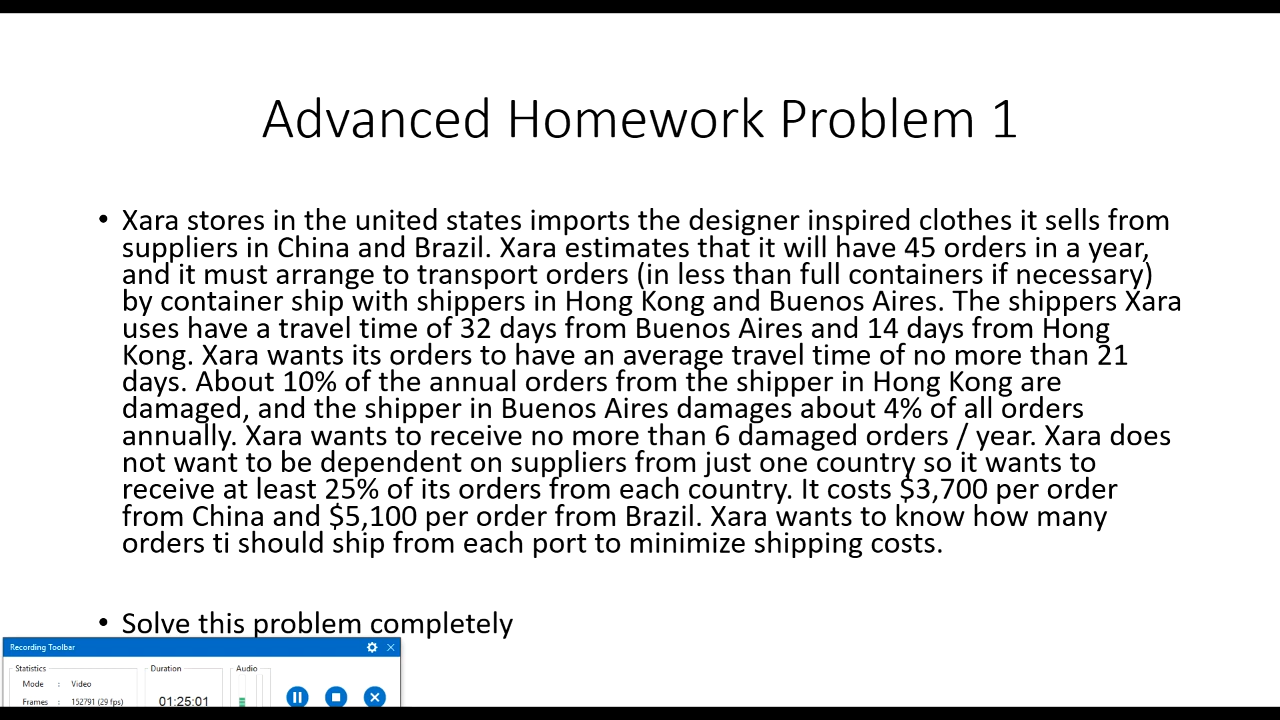 Advanced Homework Problem 1
• Xara stores in the united states imports the designer inspired clothes it sells from
suppliers in China and Brazil. Xara estimates that it will have 45 orders in a year,
and it must arrange to transport orders (in less than full containers if necessary)
by container ship with shippers in Hong Kong and Buenos Aires. The shippers Xara
uses have a travel time of 32 days from Buenos Aires and 14 days from Hong
Kong. Xara wants its orders to have an average travel time of no more than 21
days. About 10% of the annual orders from the shipper in Hong Kong are
damaged, and the shipper in Buenos Aires damages about 4% of all orders
annually. Xara wants to receive no more than 6 damaged orders / year. Xara does
not want to be dependent on suppliers from just one country so it wants to
receive at least 25% of its orders from each country. It costs $3,700 per order
from China and $5,100 per order from Brazil. Xara wants to know how many
orders ti should ship from each port to minimize shipping costs.
• Solve this problem completely
Recording Toolbar
Statistics Duration Audio
Mode : Video
Frames : 152791 (29 fps) 01:25:01